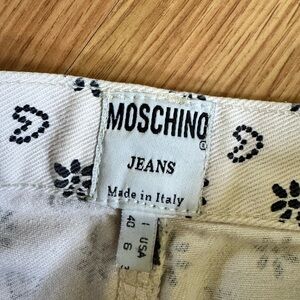 MOSCHINO
®
JEANS
Made in Italy
I USA
40 6